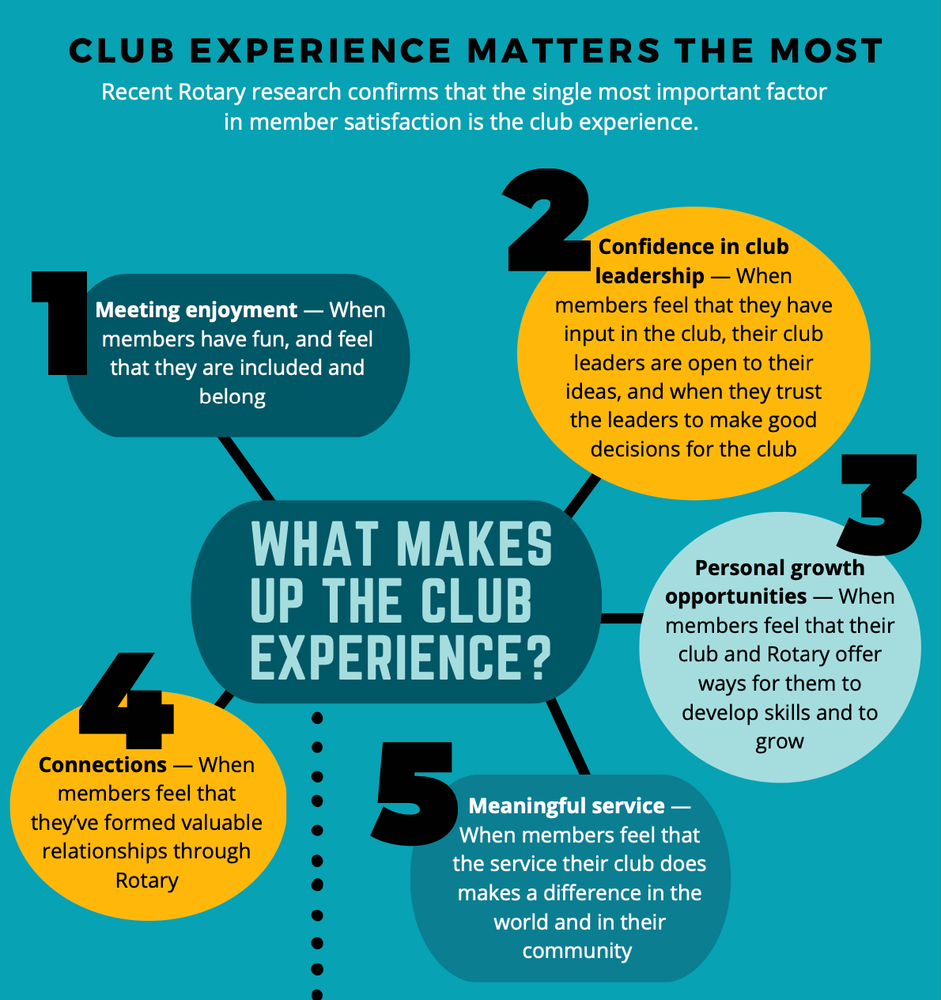 CLUB EXPERIENCE MATTERS THE MOST
Recent Rotary research confirms that the single most important factor
in member satisfaction is the club experience.
1
Meeting enjoyment — When
members have fun, and feel
that they are included and
belong
2
Confidence in club
leadership — When
members feel that they have
input in the club, their club
leaders are open to their
ideas, and when they trust
the leaders to make good
decisions for the club
WHAT MAKES
UP THE CLUB
EXPERIENCE?
3
Personal growth
opportunities — When
members feel that their
club and Rotary offer
ways for them to
develop skills and to
grow
4
Connections — When
members feel that
they’ve formed valuable
relationships through
Rotary
5
Meaningful service —
When members feel that
the service their club does
makes a difference in the
world and in their
community